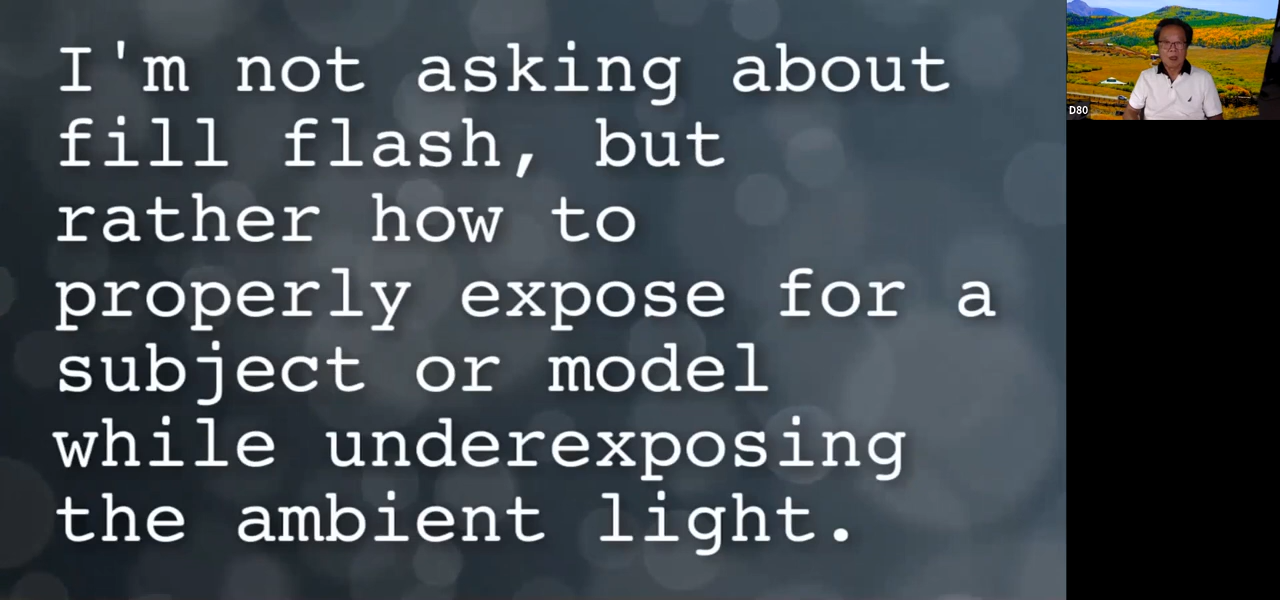 I'm not asking about
fill flash, but
rather how to
properly expose for a
subject or model
while underexposing
the ambient light.
D80